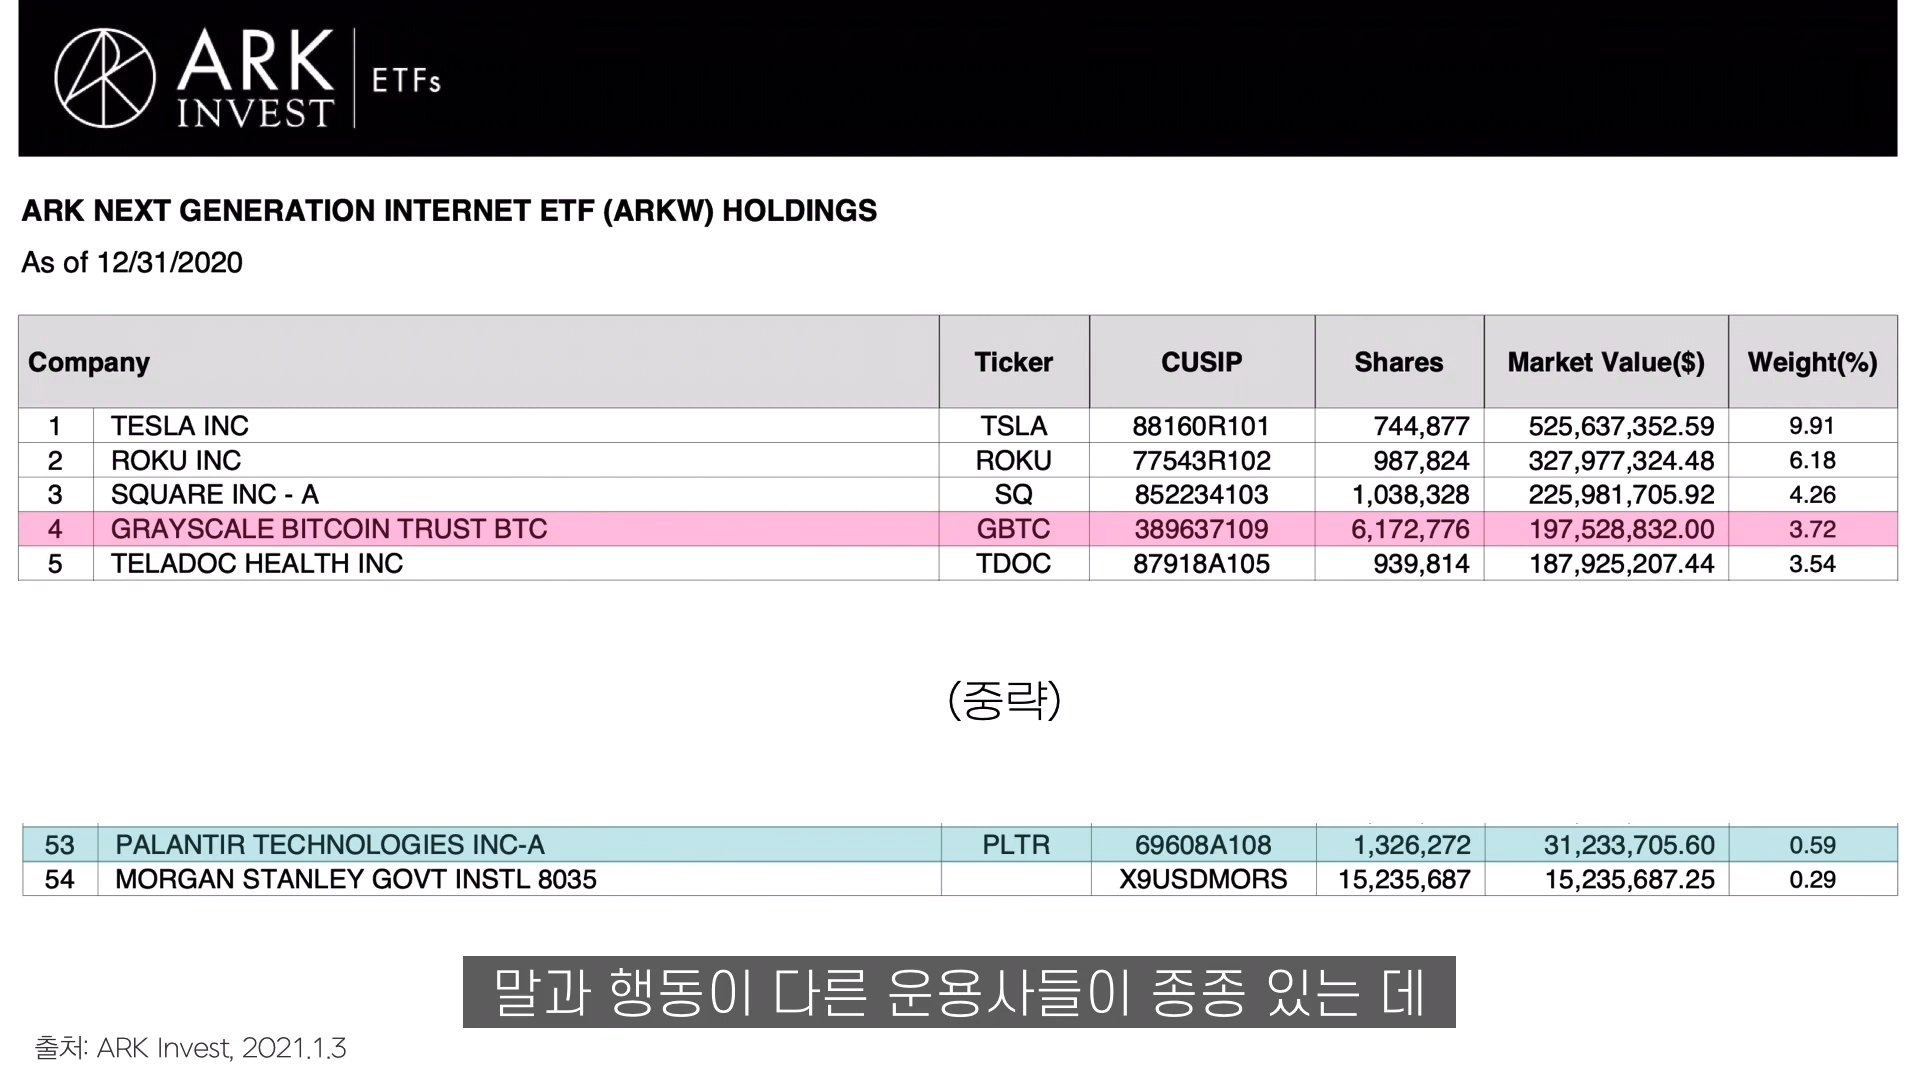 ARK INVEST | ETFs
ARK NEXT GENERATION INTERNET ETF (ARKW) HOLDINGS
As of 12/31/2020
Company Ticker CUSIP Shares Market Value($) Weight(%)
1 TESLA INC TSLA 88160R101 744,877 525,637,352.59 9.91
2 ROKU INC ROKU 77543R102 987,824 327,977,324.48 6.18
3 SQUARE INC - A SQ 852234103 1,038,328 225,981,705.92 4.26
4 GRAYSCALE BITCOIN TRUST BTC GBTC 389637109 6,172,776 197,528,832.00 3.72
5 TELADOC HEALTH INC TDOC 87918A105 939,814 187,925,207.44 3.54
(중략)
53 PALANTIR TECHNOLOGIES INC-A PLTR 69608A108 1,326,272 31,233,705.60 0.59
54 MORGAN STANLEY GOVT INSTL 8035 X9USDMORS 15,235,687 15,235,687.25 0.29
말과 행동이 다른 운용사들이 종종 있는 데
출처: ARK Invest, 2021.1.3